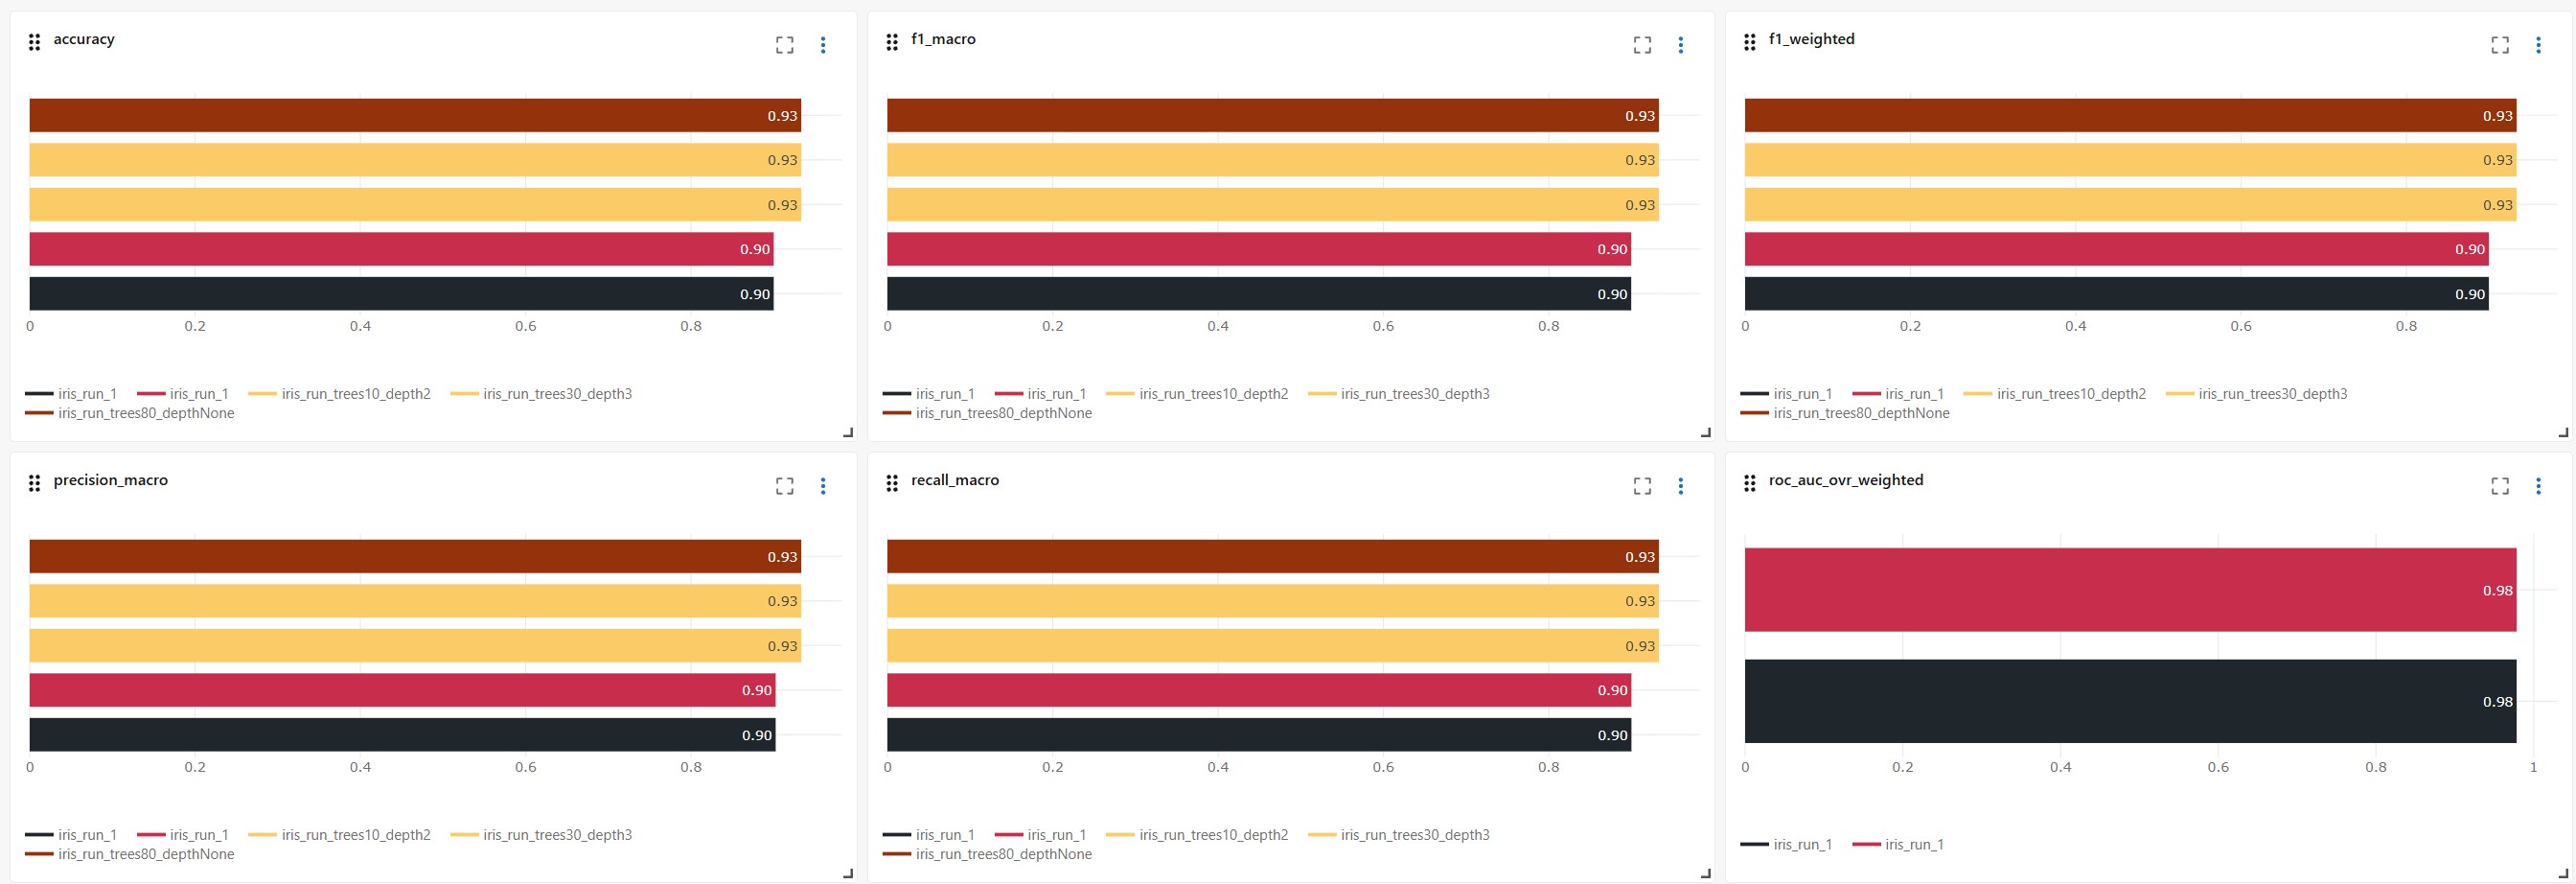 accuracy
0.93
0.93
0.93
0.90
0.90
0 0.2 0.4 0.6 0.8
iris_run_1 iris_run_1 iris_run_trees10_depth2 iris_run_trees30_depth3
iris_run_trees80_depthNone
f1_macro
0.93
0.93
0.93
0.90
0.90
0 0.2 0.4 0.6 0.8
iris_run_1 iris_run_1 iris_run_trees10_depth2 iris_run_trees30_depth3
iris_run_trees80_depthNone
f1_weighted
0.93
0.93
0.93
0.90
0.90
0 0.2 0.4 0.6 0.8
iris_run_1 iris_run_1 iris_run_trees10_depth2 iris_run_trees30_depth3
iris_run_trees80_depthNone
precision_macro
0.93
0.93
0.93
0.90
0.90
0 0.2 0.4 0.6 0.8
iris_run_1 iris_run_1 iris_run_trees10_depth2 iris_run_trees30_depth3
iris_run_trees80_depthNone
recall_macro
0.93
0.93
0.93
0.90
0.90
0 0.2 0.4 0.6 0.8
iris_run_1 iris_run_1 iris_run_trees10_depth2 iris_run_trees30_depth3
iris_run_trees80_depthNone
roc_auc_ovr_weighted
0.98
0.98
0 0.2 0.4 0.6 0.8 1
iris_run_1 iris_run_1